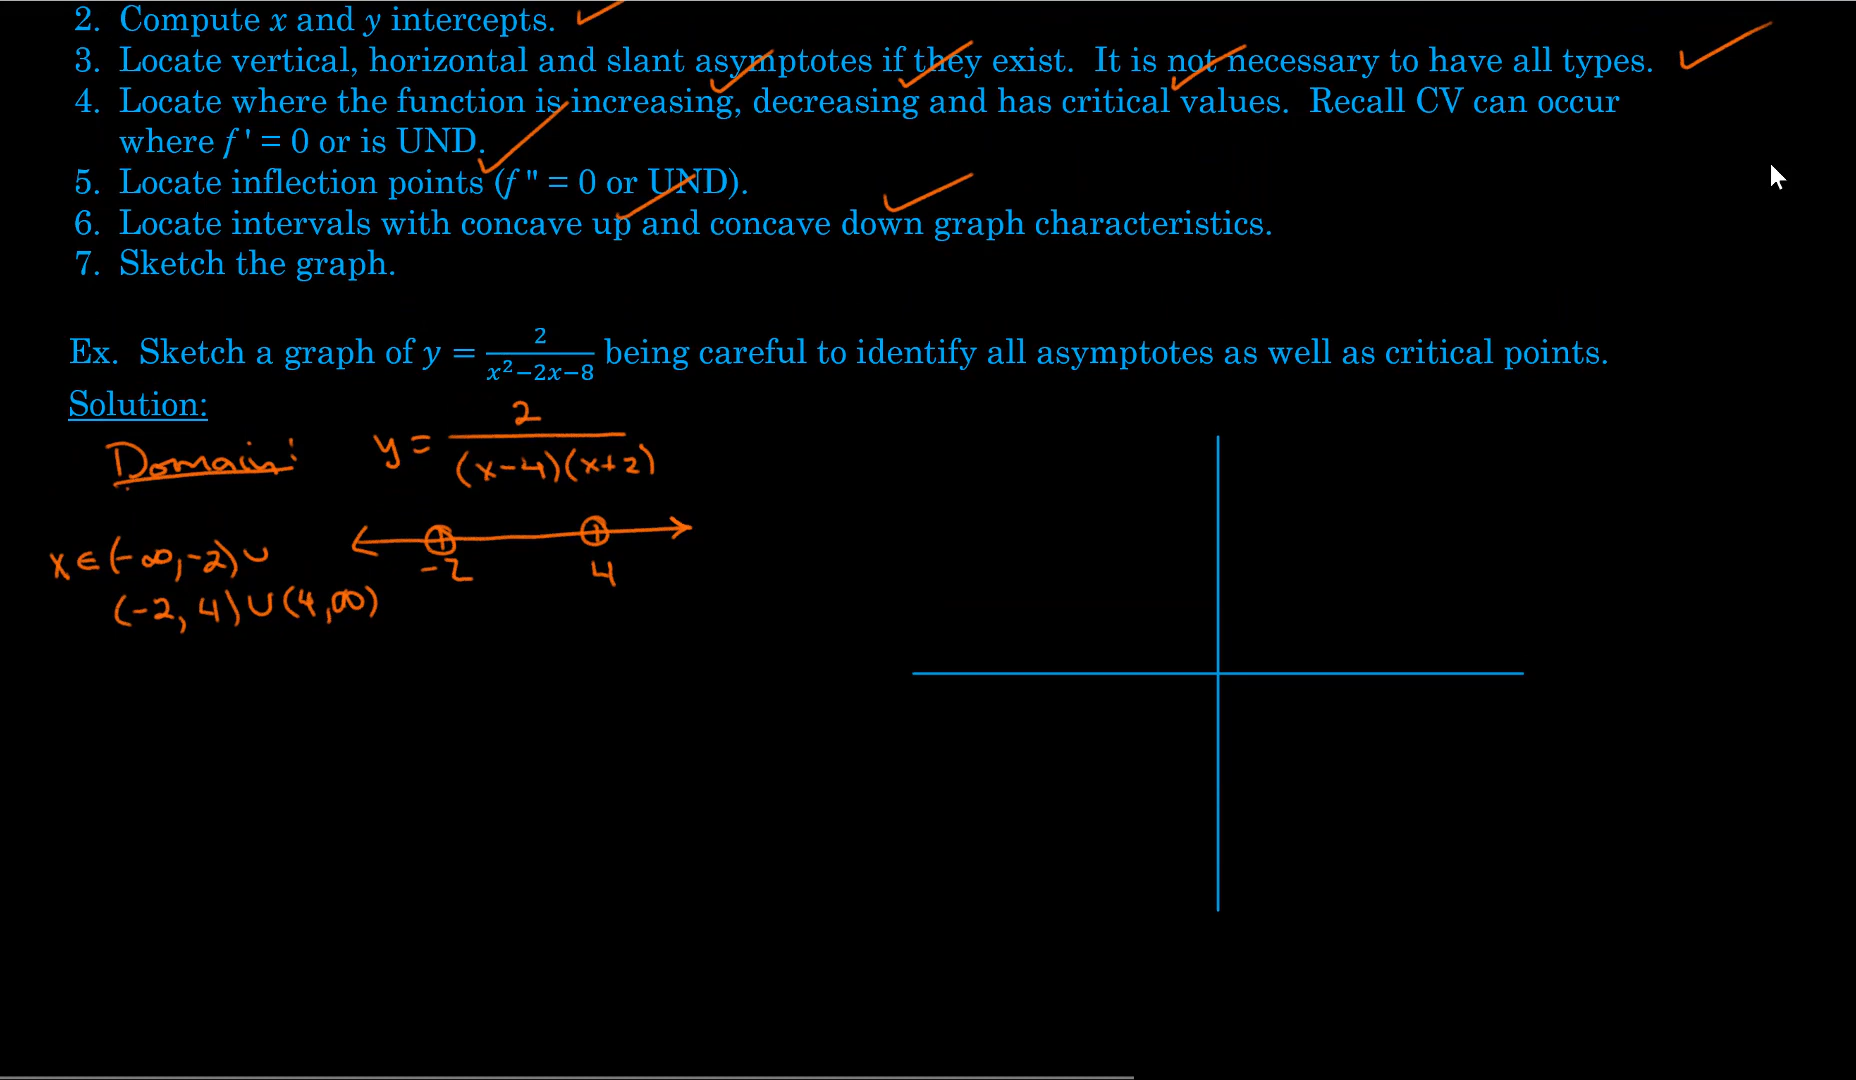 2. Compute x and y intercepts.
3. Locate vertical, horizontal and slant asymptotes if they exist. It is not necessary to have all types.
4. Locate where the function is increasing, decreasing and has critical values. Recall CV can occur
where f ' = 0 or is UND.
5. Locate inflection points (f " = 0 or UND).
6. Locate intervals with concave up and concave down graph characteristics.
7. Sketch the graph.
Ex. Sketch a graph of y = 2/(x²−2x−8) being careful to identify all asymptotes as well as critical points.
Solution:
Domain: y = 2/((x-4)(x+2))
-2 4
x ∈ (-∞,-2) ∪
(-2, 4) ∪ (4, ∞)